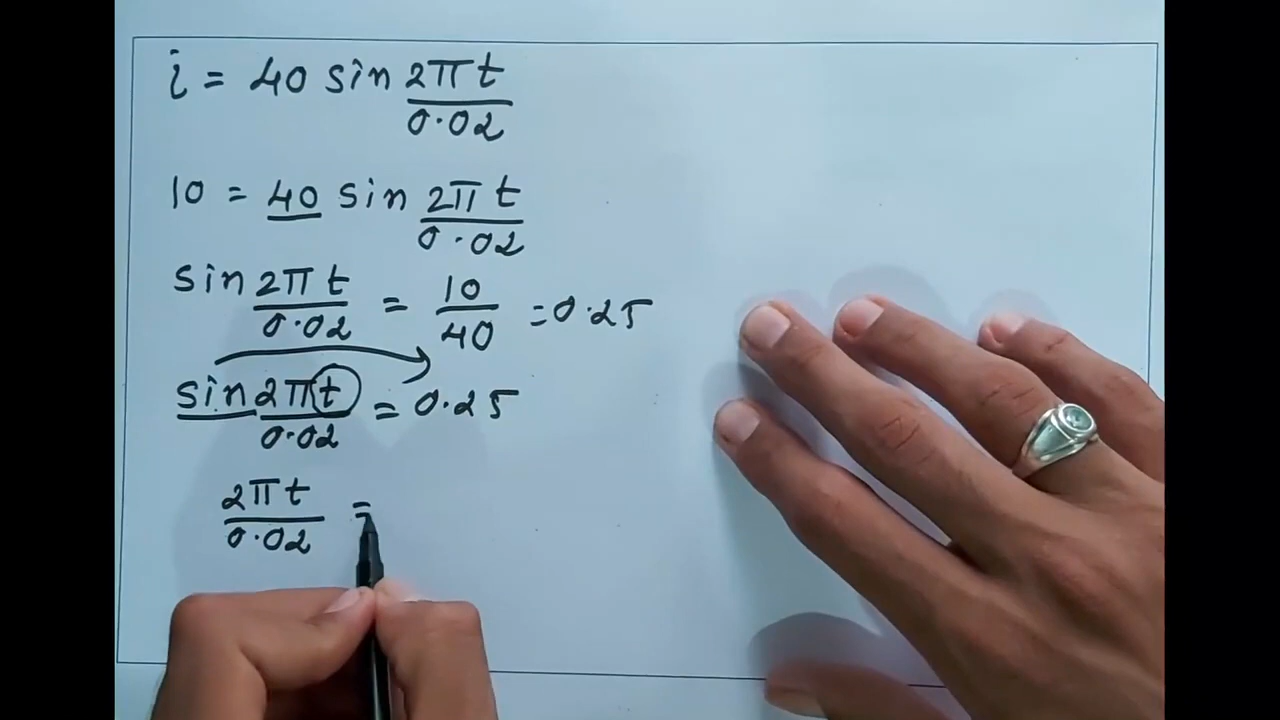 i = 40 sin 2πt/0.02
10 = 40 sin 2πt/0.02
sin 2πt/0.02 = 10/40 = 0.25
sin 2πt/0.02 = 0.25
2πt/0.02 =